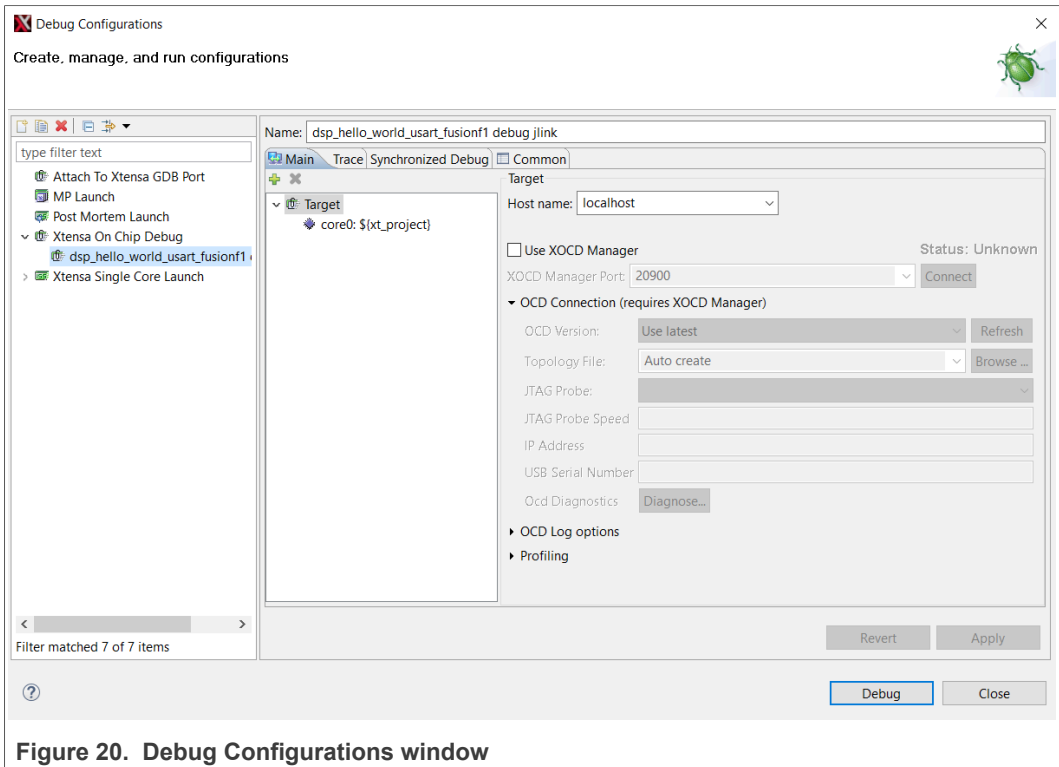 Debug Configurations
Create, manage, and run configurations
type filter text
Attach To Xtensa GDB Port
MP Launch
Post Mortem Launch
Xtensa On Chip Debug
dsp_hello_world_usart_fusionf1
Xtensa Single Core Launch
Filter matched 7 of 7 items
Name: dsp_hello_world_usart_fusionf1 debug jlink
Main Trace Synchronized Debug Common
Target
core0: ${xt_project}
Target
Host name: localhost
Use XOCD Manager Status: Unknown
XOCD Manager Port: 20900 Connect
OCD Connection (requires XOCD Manager)
OCD Version: Use latest Refresh
Topology File: Auto create Browse ...
JTAG Probe:
JTAG Probe Speed
IP Address
USB Serial Number
Ocd Diagnostics Diagnose...
OCD Log options
Profiling
Revert Apply
Debug Close
Figure 20. Debug Configurations window